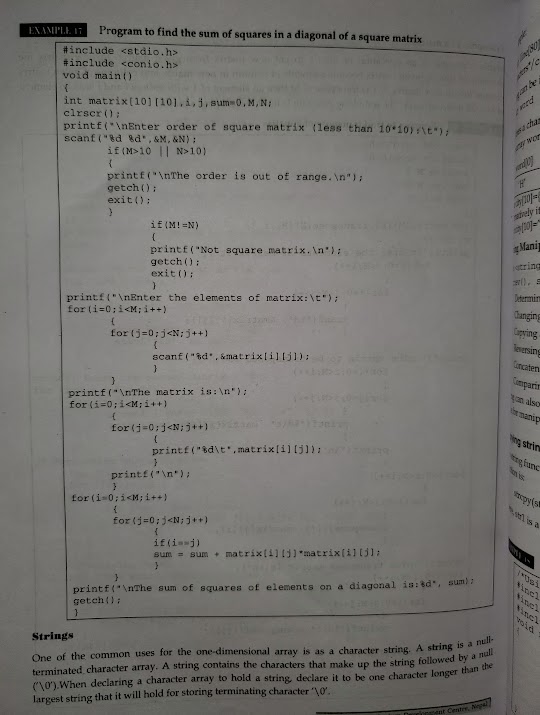 EXAMPLE 17 Program to find the sum of squares in a diagonal of a square matrix
#include <stdio.h>
#include <conio.h>
void main()
{
int matrix[10][10],i,j,sum=0,M,N;
clrscr();
printf("\nEnter order of square matrix (less than 10*10):\t");
scanf("%d %d",&M,&N);
if(M>10 || N>10)
{
printf("\nThe order is out of range.\n");
getch();
exit();
}
if(M!=N)
{
printf("Not square matrix.\n");
getch();
exit();
}
printf("\nEnter the elements of matrix:\t");
for(i=0;i<M;i++)
{
for(j=0;j<N;j++)
{
scanf("%d",&matrix[i][j]);
}
}
printf("\nThe matrix is:\n");
for(i=0;i<M;i++)
{
for(j=0;j<N;j++)
{
printf("%d\t",matrix[i][j]);
}
printf("\n");
}
for(i=0;i<M;i++)
{
for(j=0;j<N;j++)
{
if(i==j)
sum = sum + matrix[i][j]*matrix[i][j];
}
}
printf("\nThe sum of squares of elements on a diagonal is:%d", sum);
getch();
}
Strings
One of the common uses for the one-dimensional array is as a character string. A string is a null-
terminated character array. A string contains the characters that make up the string followed by a null
('\0').When declaring a character array to hold a string, declare it to be one character longer than the
largest string that it will hold for storing terminating character '\0'.